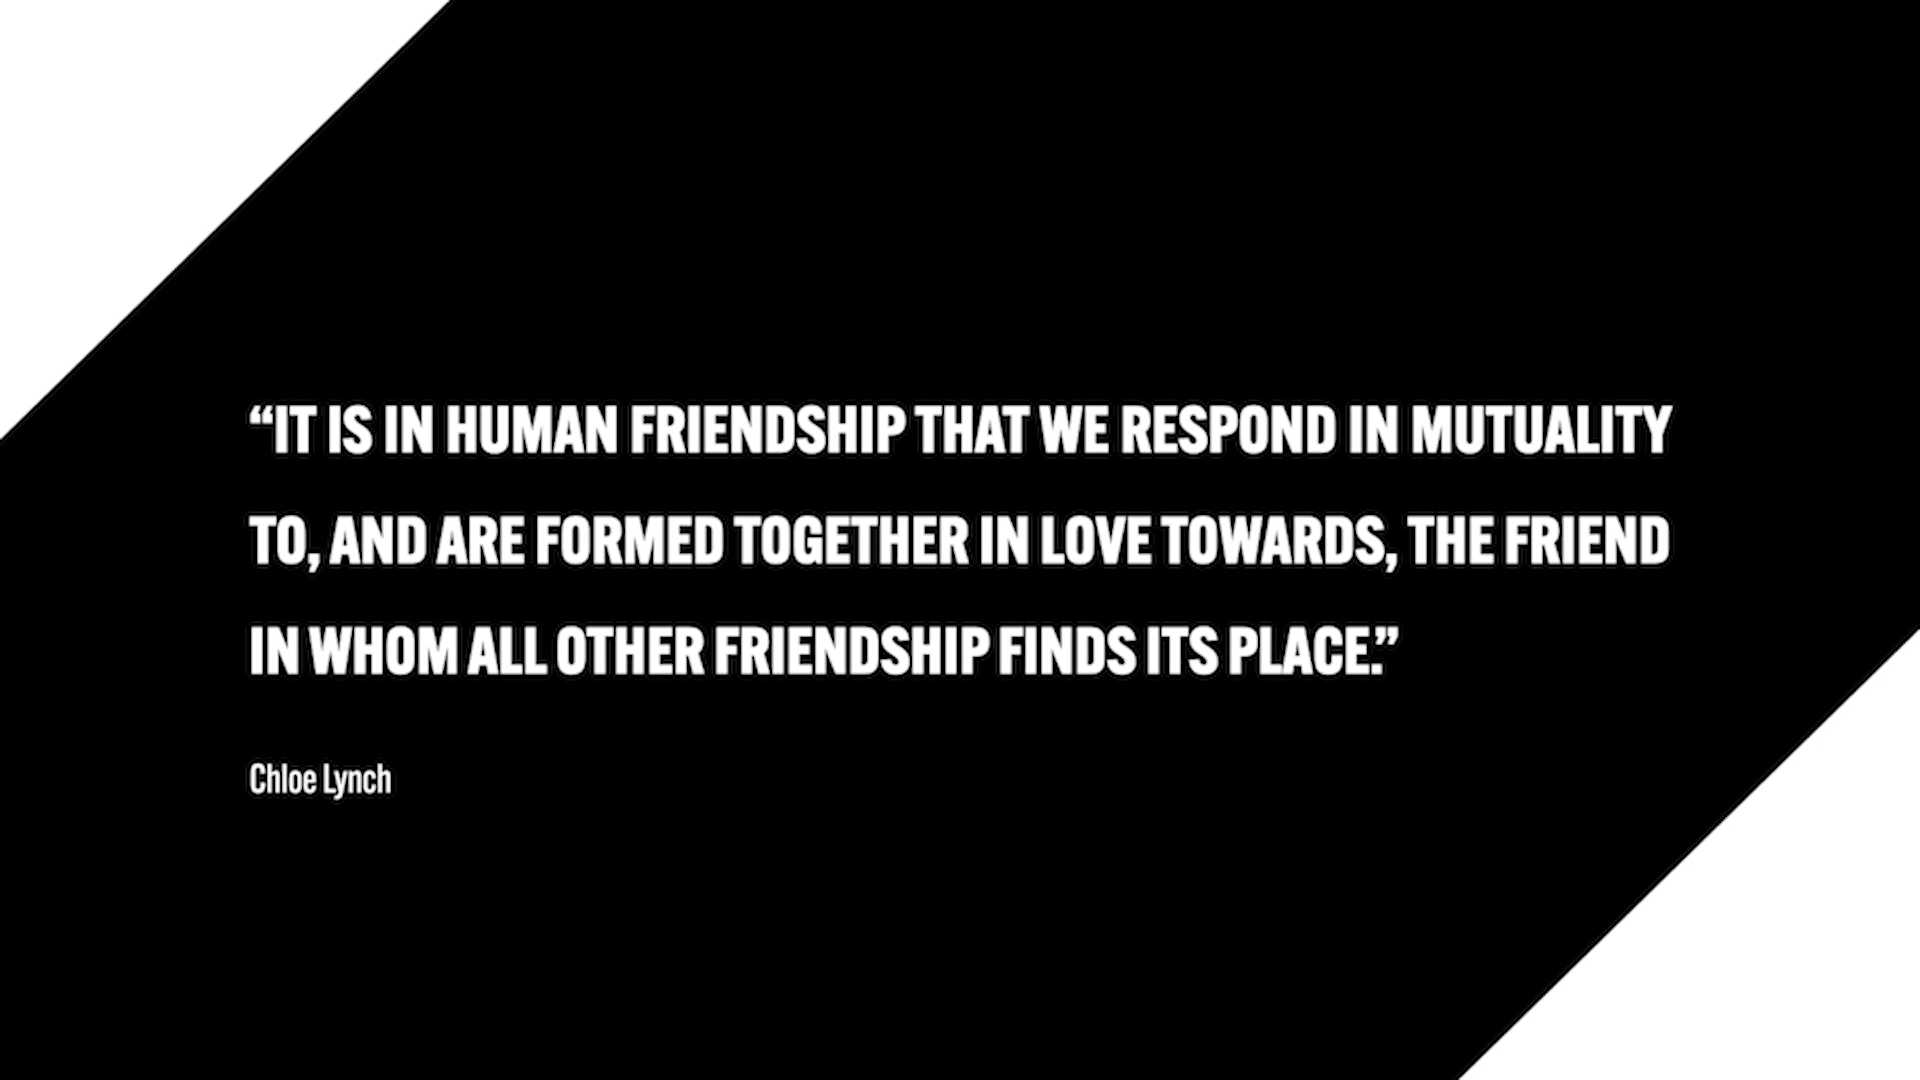 “IT IS IN HUMAN FRIENDSHIP THAT WE RESPOND IN MUTUALITY
TO, AND ARE FORMED TOGETHER IN LOVE TOWARDS, THE FRIEND
IN WHOM ALL OTHER FRIENDSHIP FINDS ITS PLACE.”
Chloe Lynch